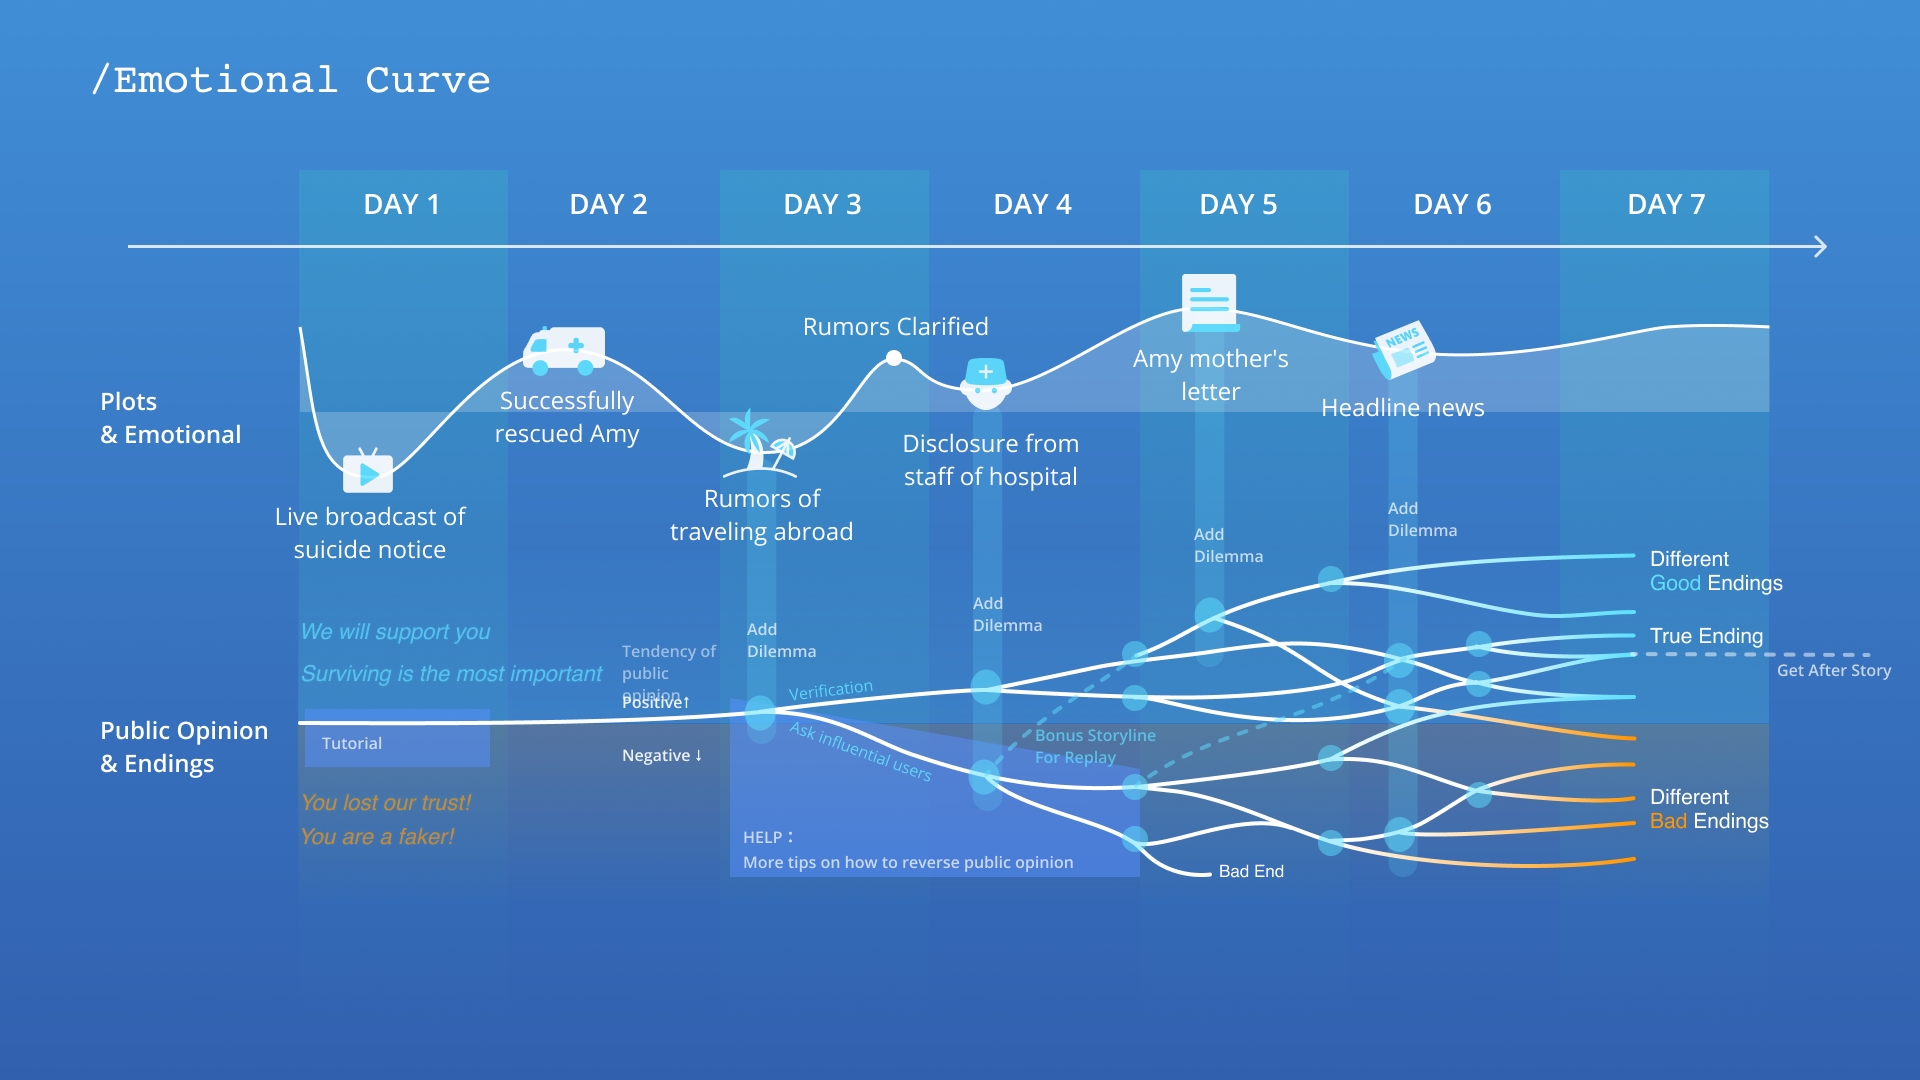 /Emotional Curve
DAY 1
DAY 2
DAY 3
DAY 4
DAY 5
DAY 6
DAY 7
Plots
& Emotional
Live broadcast of
suicide notice
Successfully
rescued Amy
Rumors of
traveling abroad
Rumors Clarified
Disclosure from
staff of hospital
Amy mother's
letter
NEWS
Headline news
Public Opinion
& Endings
We will support you
Surviving is the most important
Tutorial
You lost our trust!
You are a faker!
Tendency of
public
opinion
Positive↑
Negative ↓
Add
Dilemma
Verification
Ask influential users
HELP：
More tips on how to reverse public opinion
Add
Dilemma
Bonus Storyline
For Replay
Add
Dilemma
Add
Dilemma
Bad End
Different
Good Endings
True Ending
Get After Story
Different
Bad Endings